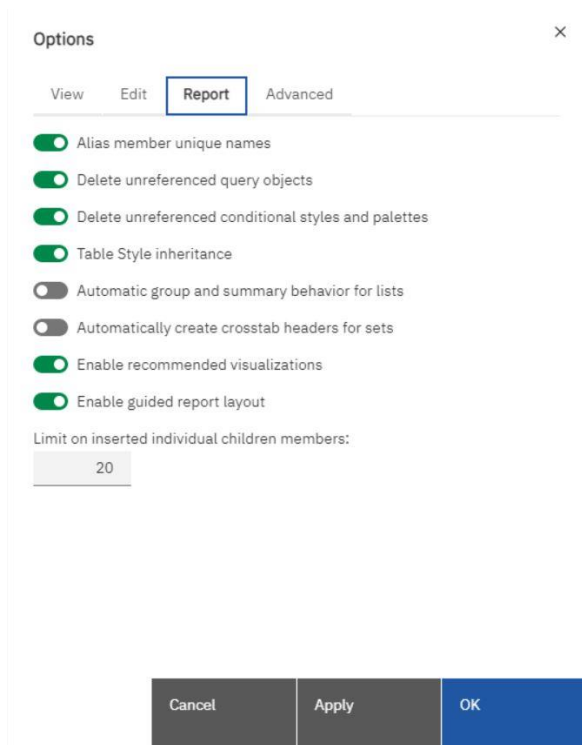 Options
View Edit Report Advanced
Alias member unique names
Delete unreferenced query objects
Delete unreferenced conditional styles and palettes
Table Style inheritance
Automatic group and summary behavior for lists
Automatically create crosstab headers for sets
Enable recommended visualizations
Enable guided report layout
Limit on inserted individual children members:
20
Cancel Apply OK